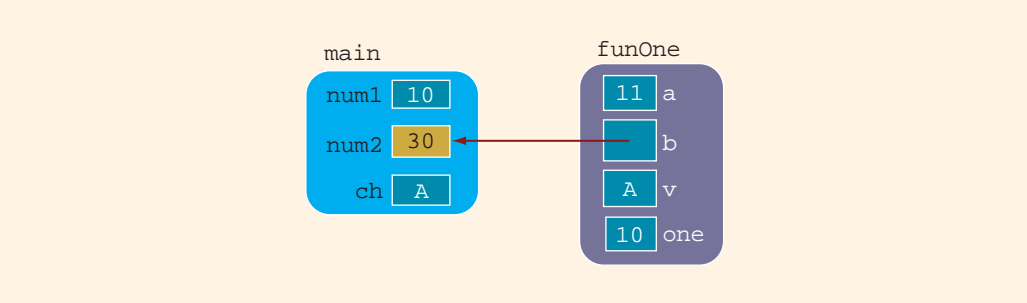 main
num1 10
num2 30
ch A
funOne
11 a
b
A v
10 one